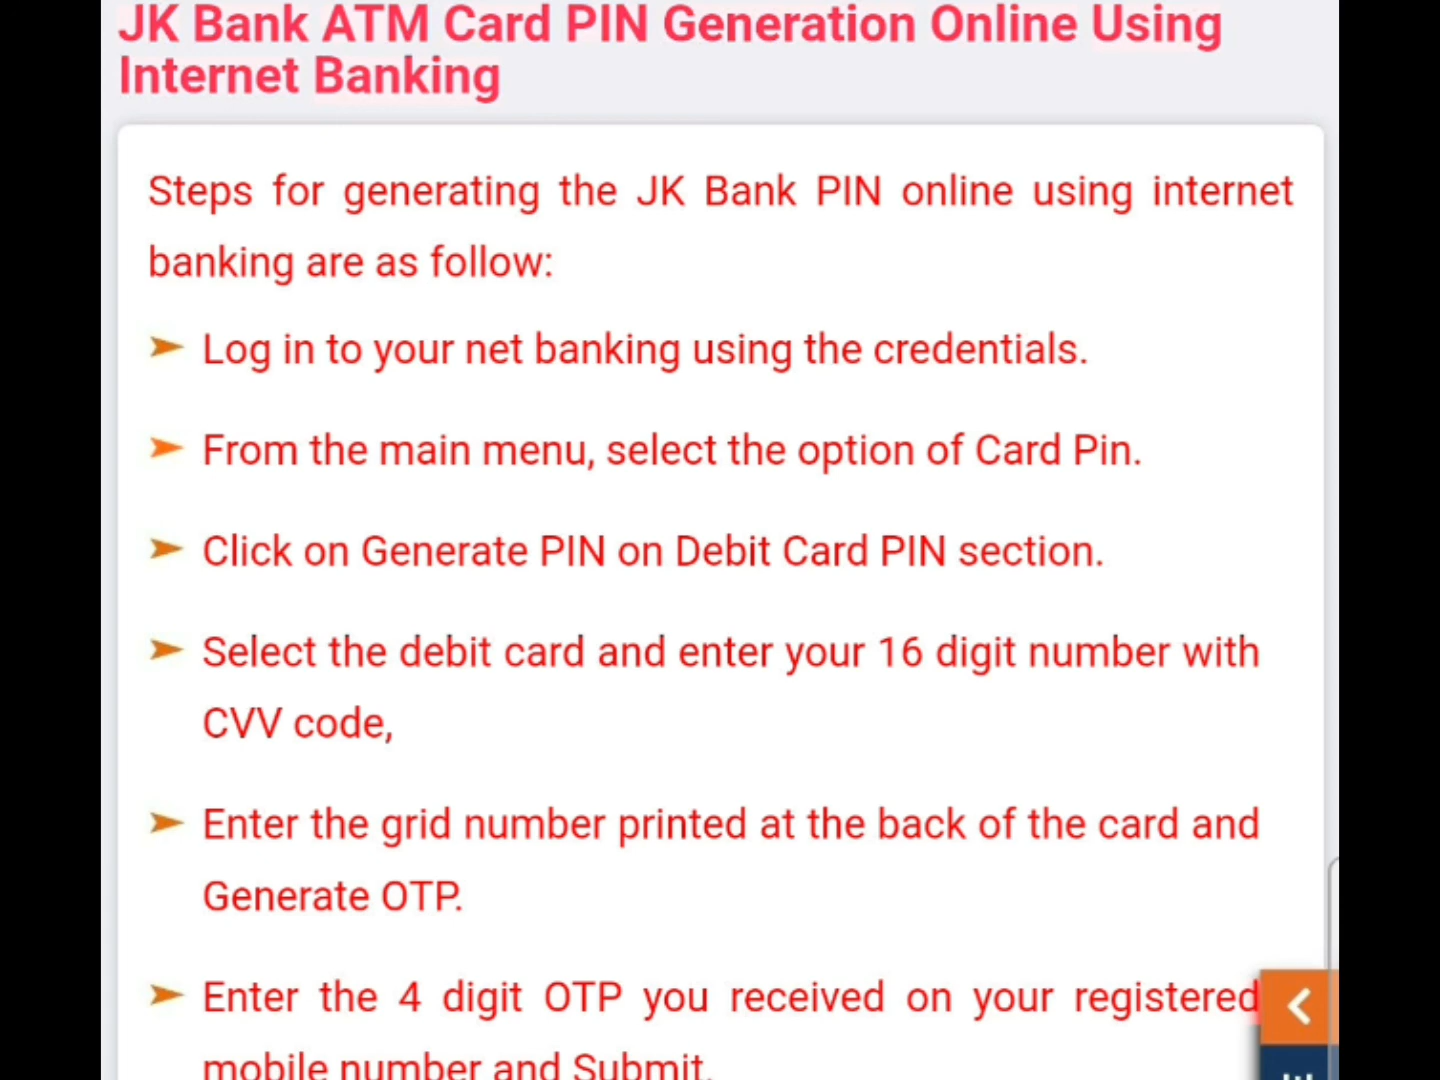 JK Bank ATM Card PIN Generation Online Using
Internet Banking
Steps for generating the JK Bank PIN online using internet
banking are as follow:
➤ Log in to your net banking using the credentials.
➤ From the main menu, select the option of Card Pin.
➤ Click on Generate PIN on Debit Card PIN section.
➤ Select the debit card and enter your 16 digit number with
CVV code,
➤ Enter the grid number printed at the back of the card and
Generate OTP.
➤ Enter the 4 digit OTP you received on your registered
mobile number and Submit.